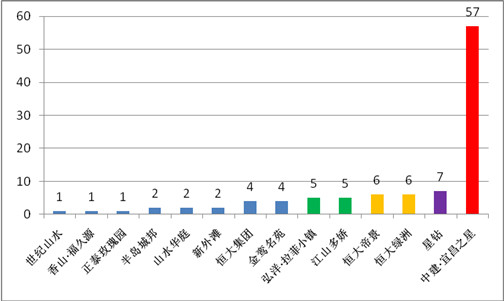 60
50
40
30
20
10
0
1
1
1
2
2
2
4
4
5
5
6
6
7
57
世纪山水
香山·福久源
正泰玫瑰园
半岛城邦
山水华庭
新外滩
恒大集团
金鹭名苑
弘洋·拉菲小镇
江山多娇
恒大帝景
恒大绿洲
星钻
中建·宜昌之星